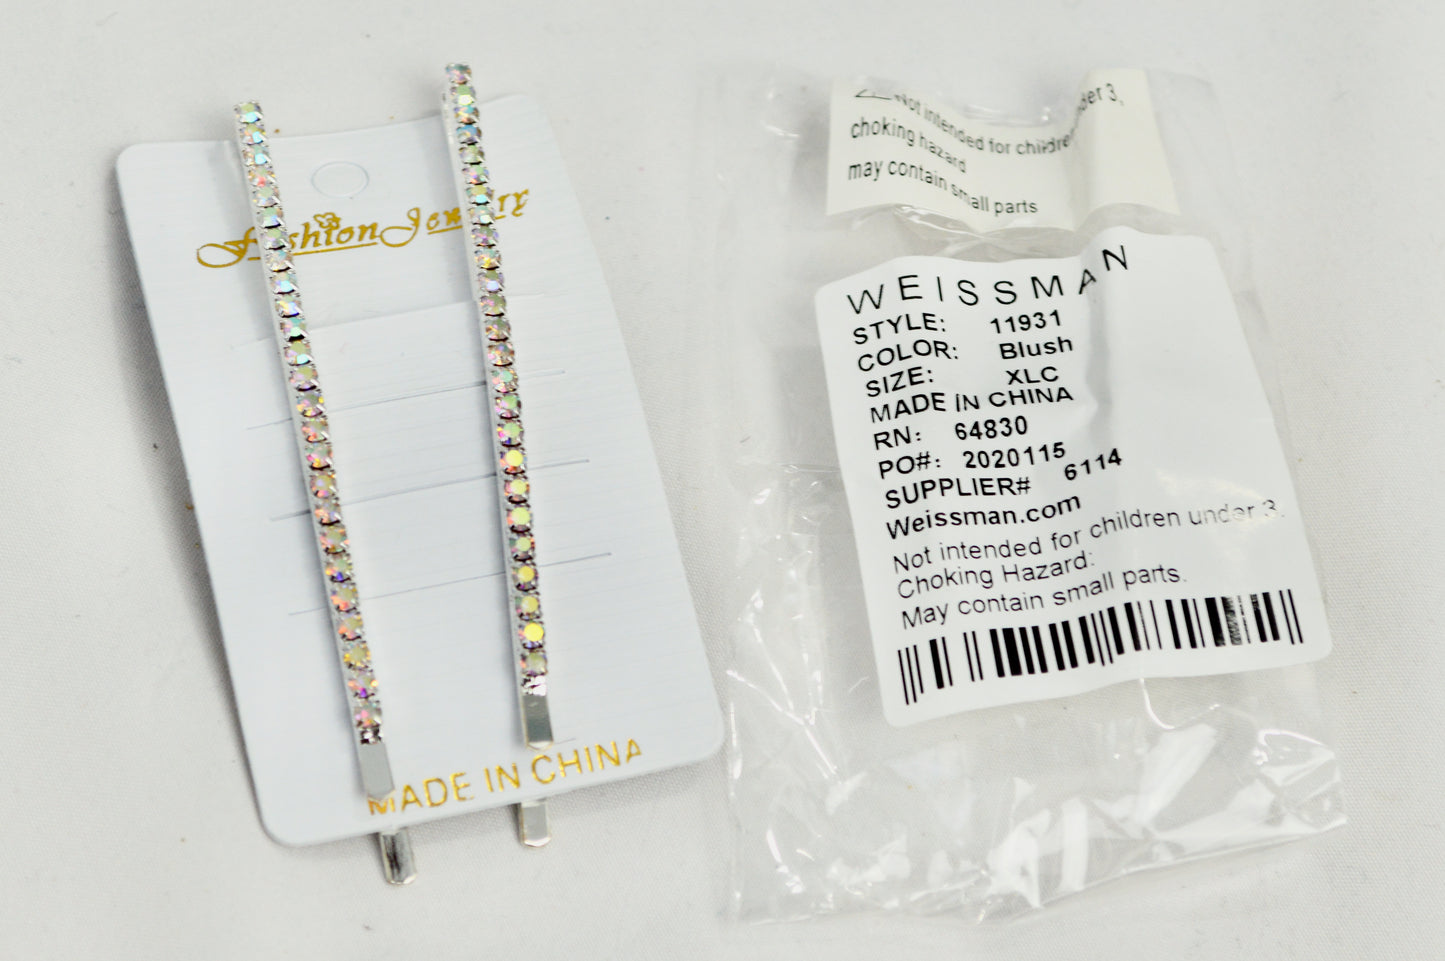 Fashion Jewelry
MADE IN CHINA
Not intended for children under 3,
choking hazard
may contain small parts
WEISSMAN
STYLE: 11931
COLOR: Blush
SIZE: XLC
MADE IN CHINA
RN: 64830
PO#: 2020115
SUPPLIER# 6114
Weissman.com
Not intended for children under 3.
Choking Hazard:
May contain small parts.